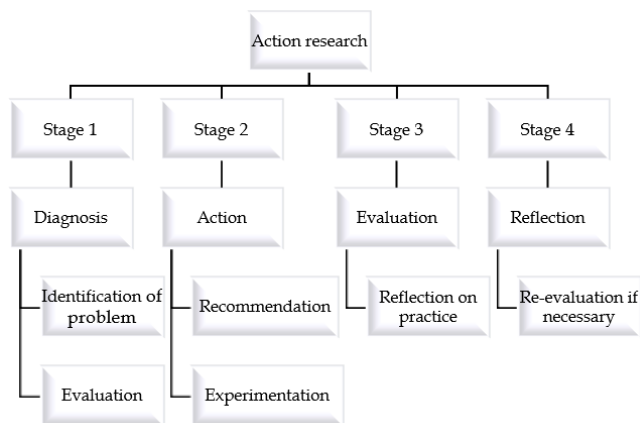 Action research
Stage 1
Stage 2
Stage 3
Stage 4
Diagnosis
Action
Evaluation
Reflection
Identification of
problem
Recommendation
Reflection on
practice
Re-evaluation if
necessary
Evaluation
Experimentation